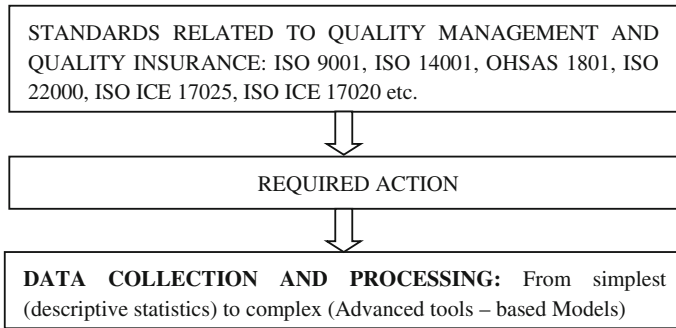 STANDARDS RELATED TO QUALITY MANAGEMENT AND
QUALITY INSURANCE: ISO 9001, ISO 14001, OHSAS 1801, ISO
22000, ISO ICE 17025, ISO ICE 17020 etc.
REQUIRED ACTION
DATA COLLECTION AND PROCESSING: From simplest
(descriptive statistics) to complex (Advanced tools – based Models)